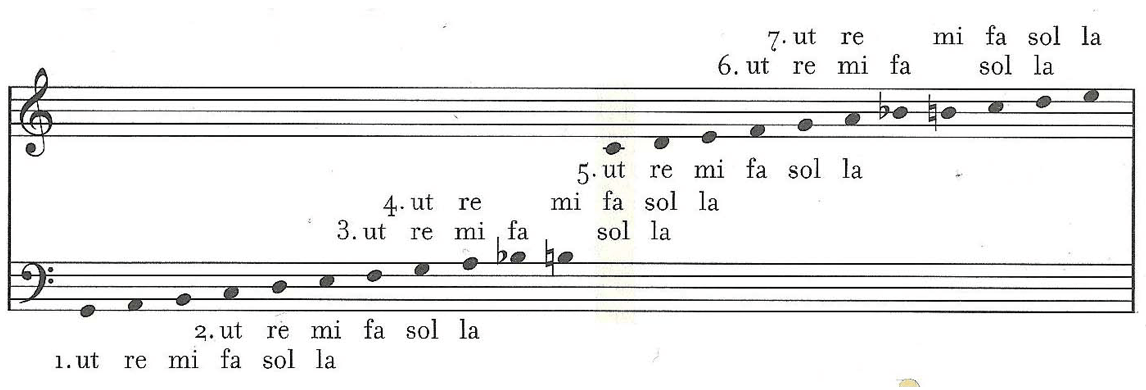 7. ut re mi fa sol la
6. ut re mi fa sol la
5. ut re mi fa sol la
4. ut re mi fa sol la
3. ut re mi fa sol la
2. ut re mi fa sol la
1. ut re mi fa sol la